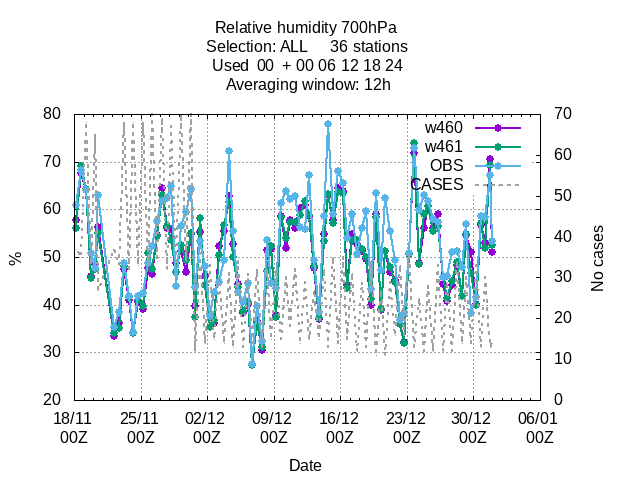 Relative humidity 700hPa
Selection: ALL 36 stations
Used 00 + 00 06 12 18 24
Averaging window: 12h
80 70
w460
w461
OBS
CASES
70 60
60 50
50 40
40 30
30 20
20 10
0
%
No cases
18/11 25/11 02/12 09/12 16/12 23/12 30/12 06/01
00Z 00Z 00Z 00Z 00Z 00Z 00Z 00Z
Date